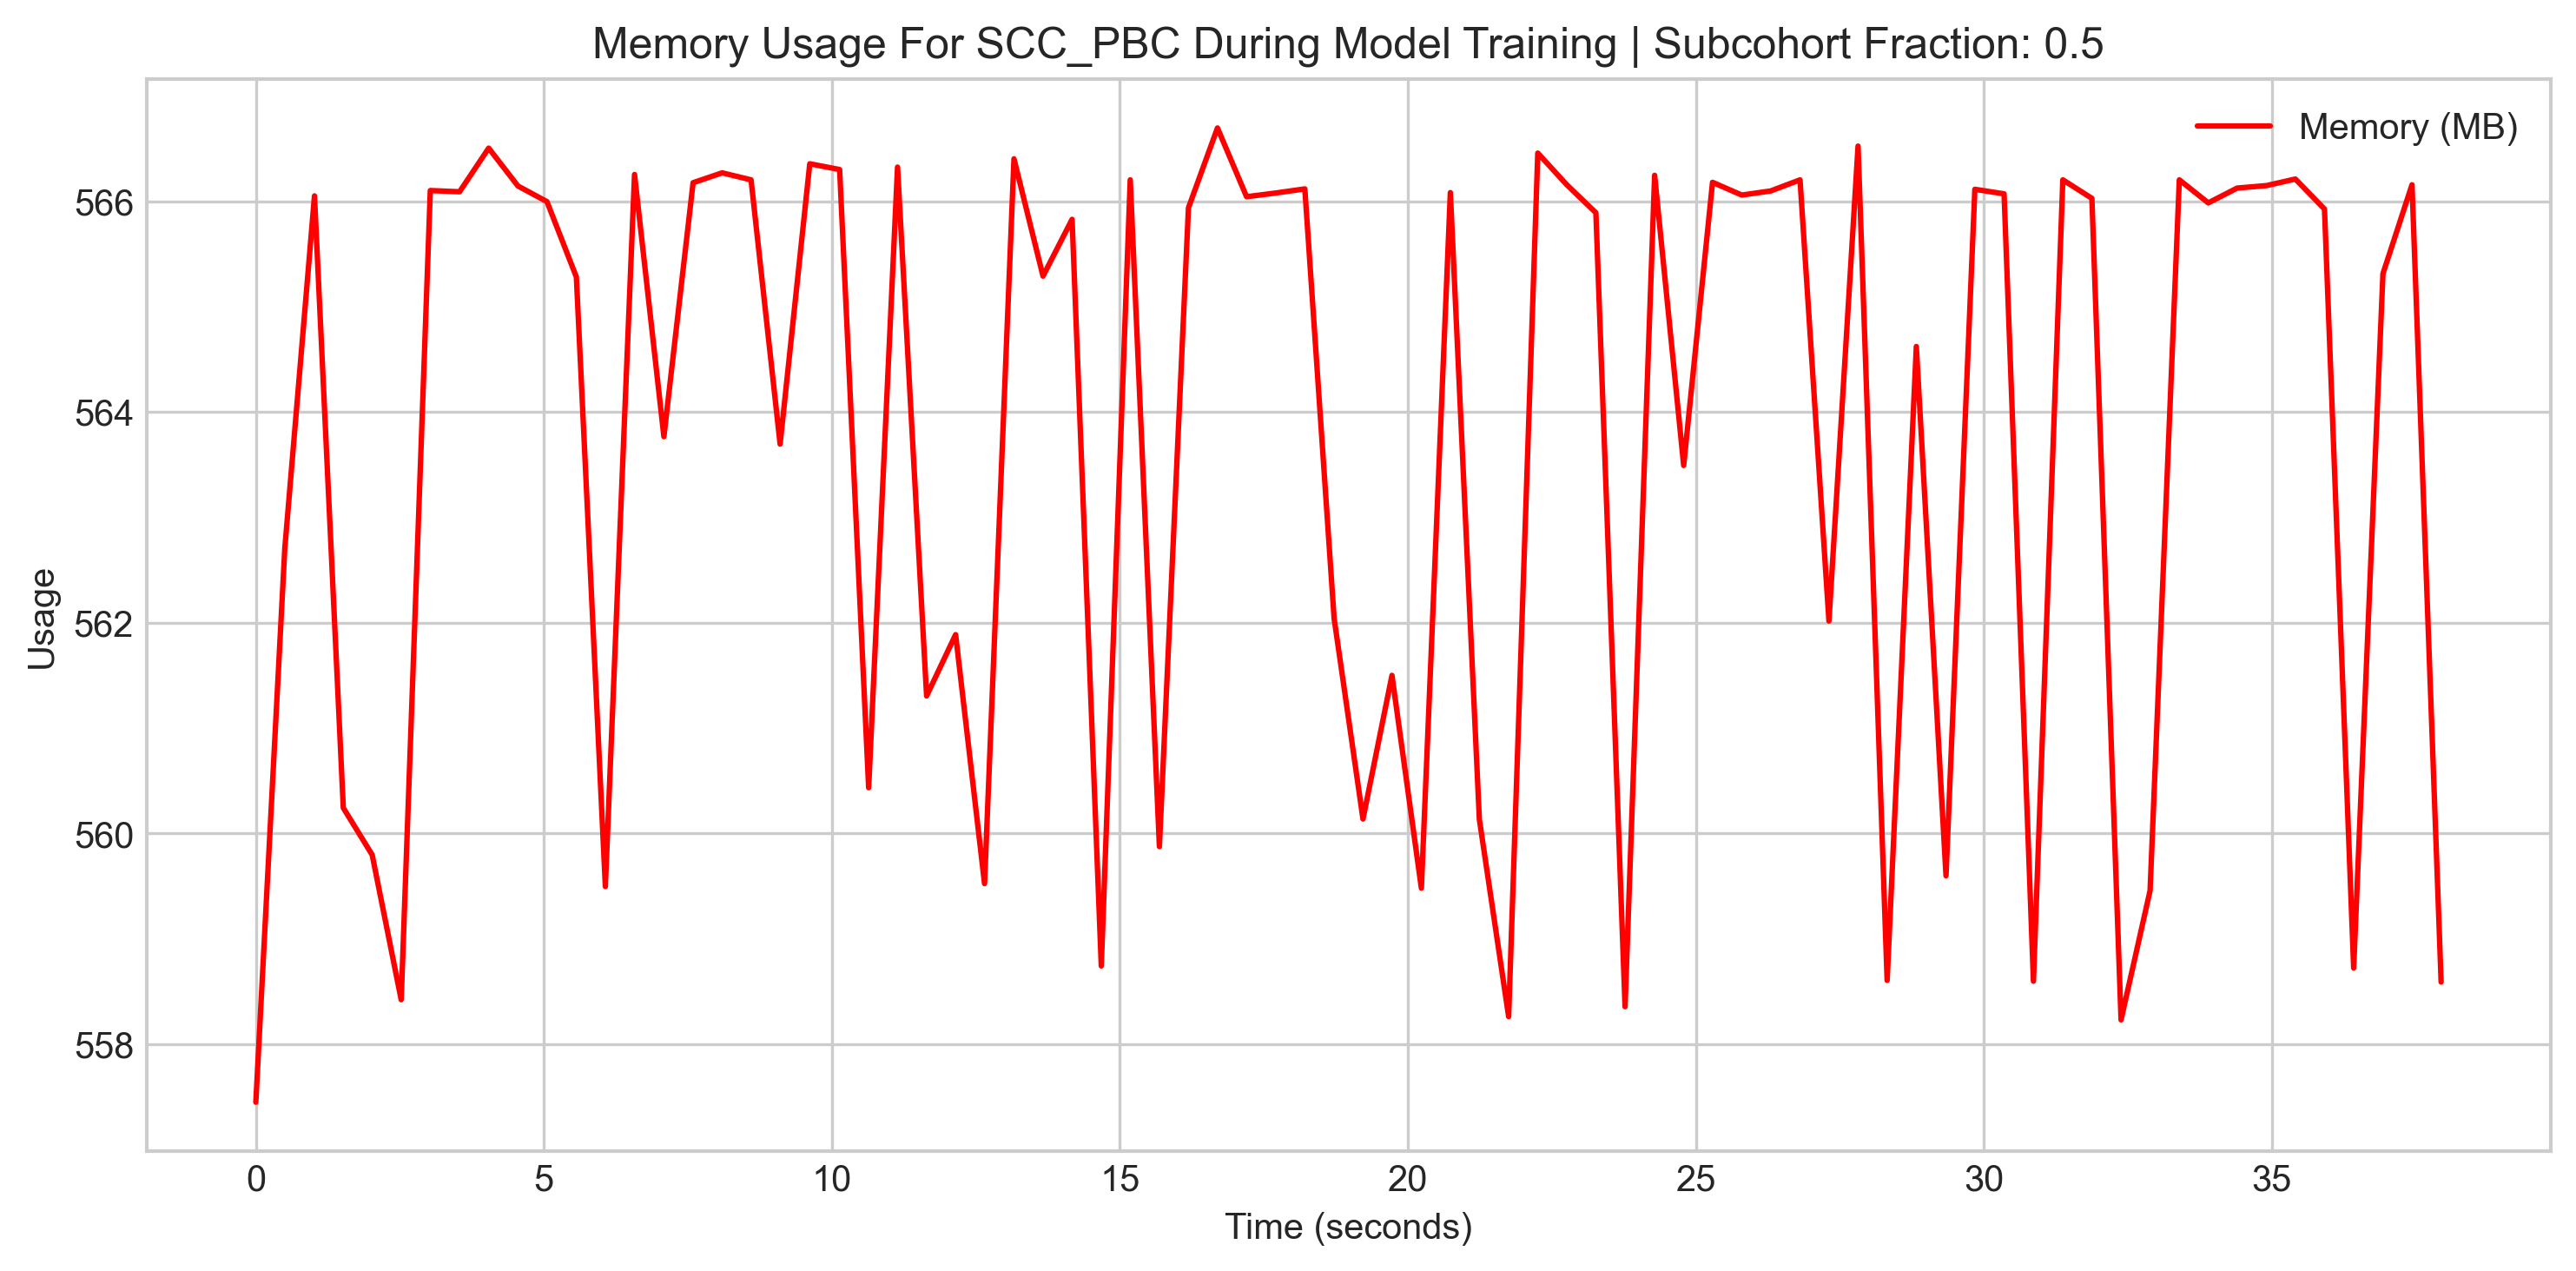 Memory Usage For SCC_PBC During Model Training | Subcohort Fraction: 0.5
Memory (MB)
566
564
562
560
558
Usage
0 5 10 15 20 25 30 35
Time (seconds)